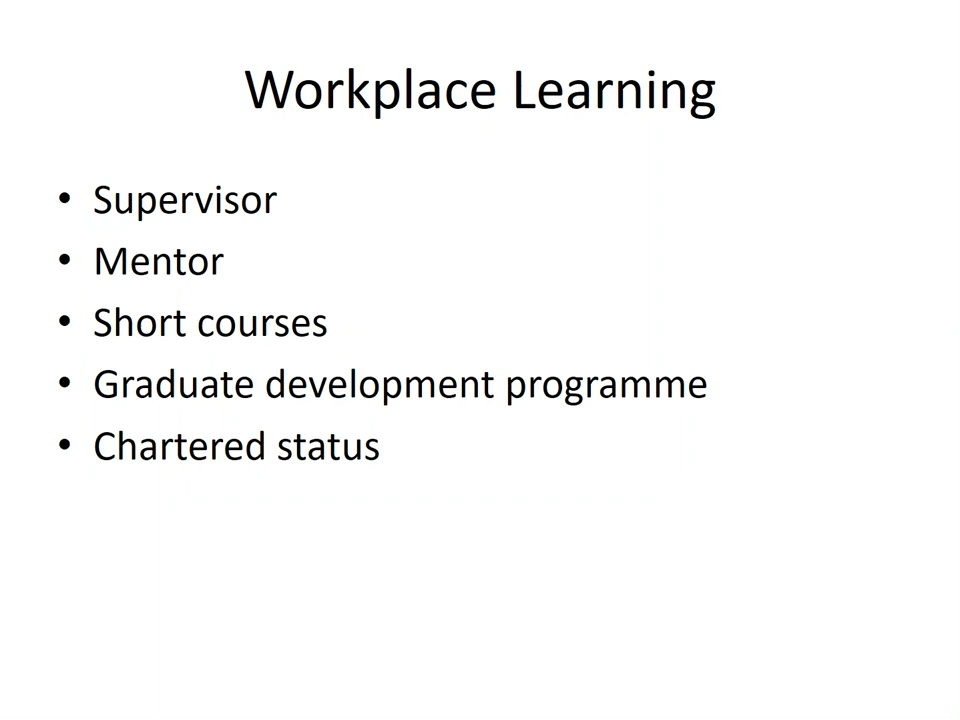 Workplace Learning
• Supervisor
• Mentor
• Short courses
• Graduate development programme
• Chartered status